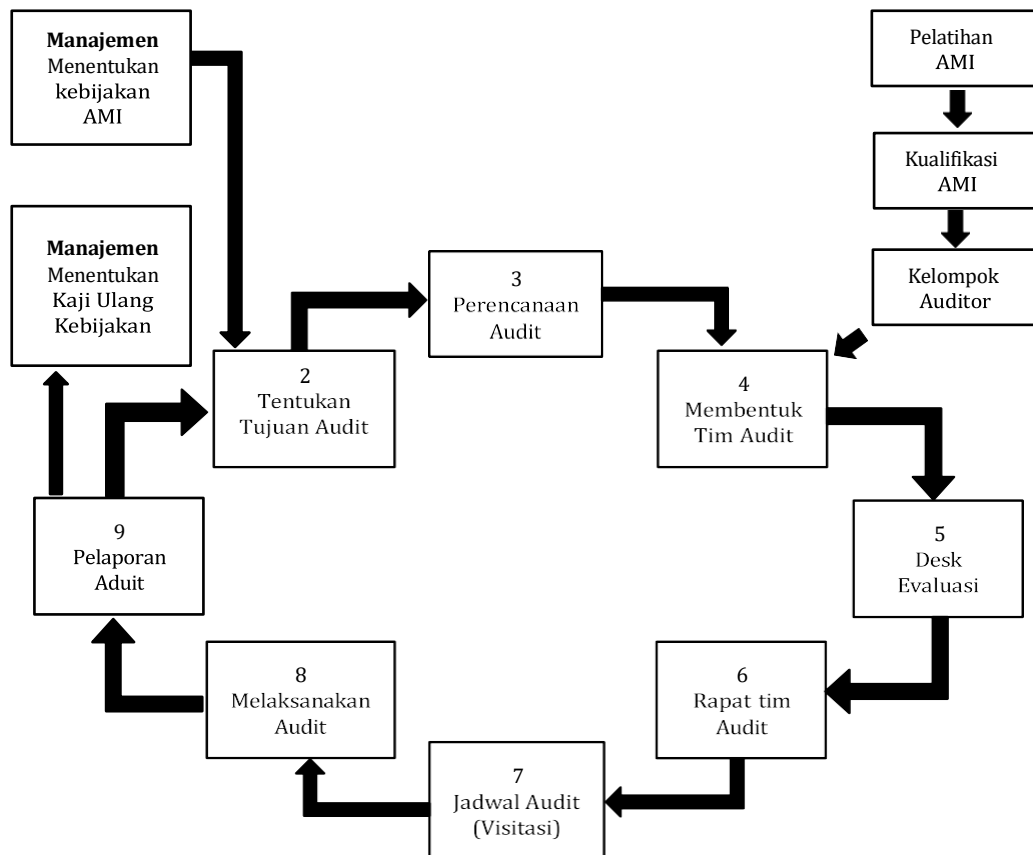 Manajemen
Menentukan
kebijakan
AMI
Pelatihan
AMI
Kualifikasi
AMI
Kelompok
Auditor
Manajemen
Menentukan
Kaji Ulang
Kebijakan
2
Tentukan
Tujuan Audit
3
Perencanaan
Audit
4
Membentuk
Tim Audit
5
Desk
Evaluasi
6
Rapat tim
Audit
7
Jadwal Audit
(Visitasi)
8
Melaksanakan
Audit
9
Pelaporan
Aduit